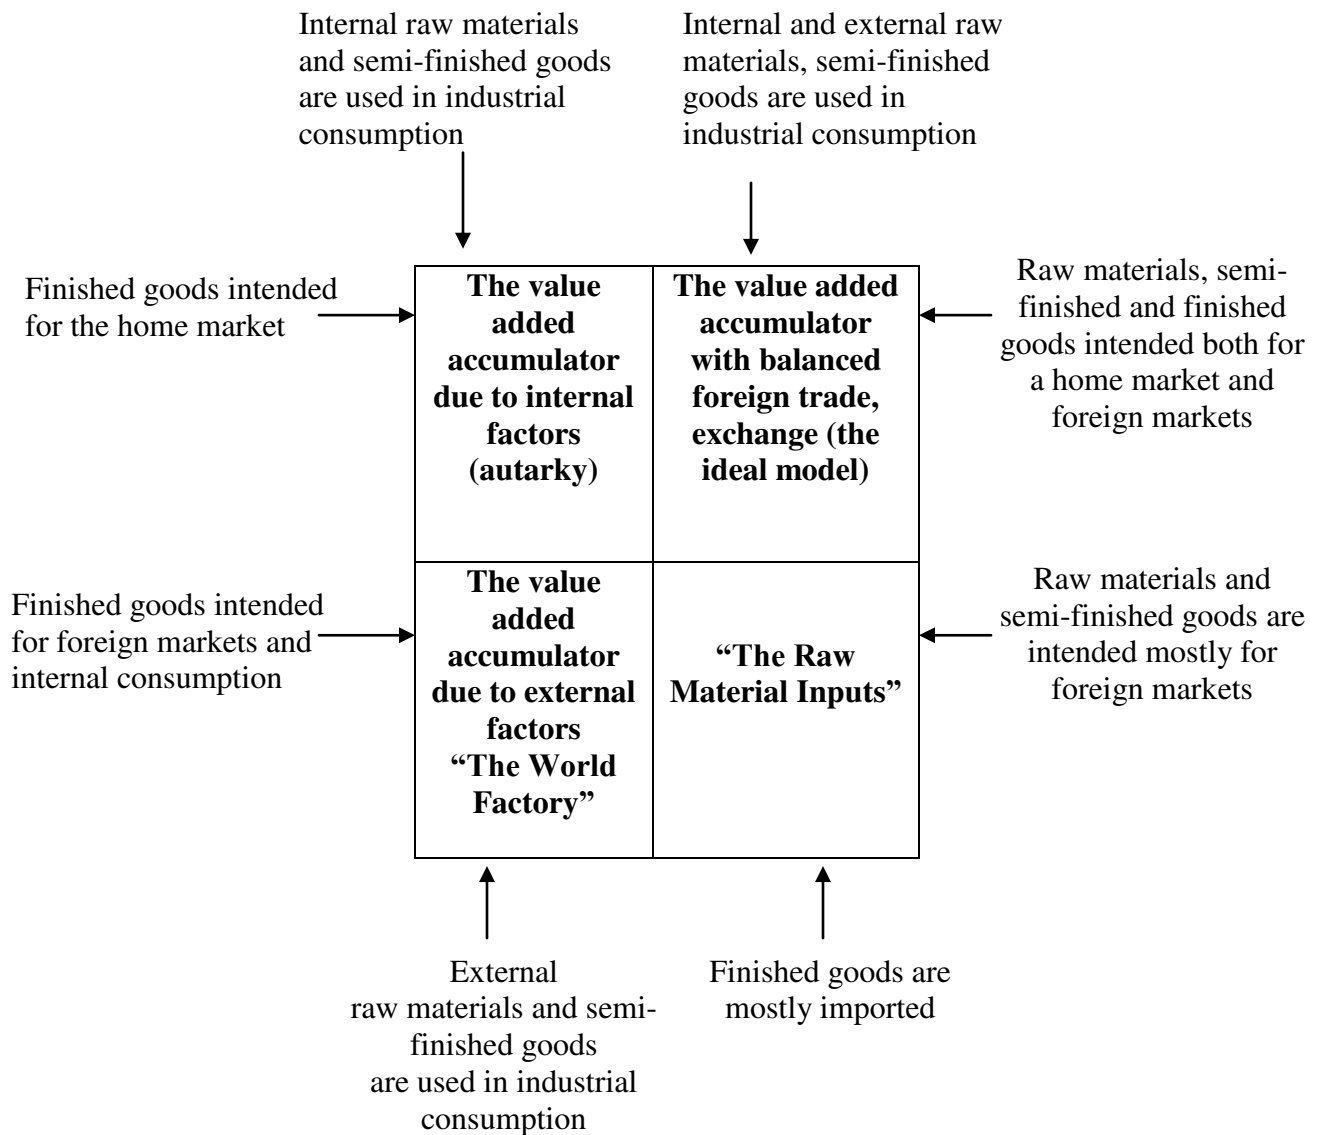 Internal raw materials
and semi-finished goods
are used in industrial
consumption
Internal and external raw
materials, semi-finished
goods are used in
industrial consumption
Finished goods intended
for the home market
The value
added
accumulator
due to internal
factors
(autarky)
The value added
accumulator
with balanced
foreign trade,
exchange (the
ideal model)
Raw materials, semi-
finished and finished
goods intended both for
a home market and
foreign markets
Finished goods intended
for foreign markets and
internal consumption
The value
added
accumulator
due to external
factors
“The World
Factory”
“The Raw
Material Inputs”
Raw materials and
semi-finished goods are
intended mostly for
foreign markets
External
raw materials and semi-
finished goods
are used in industrial
consumption
Finished goods are
mostly imported